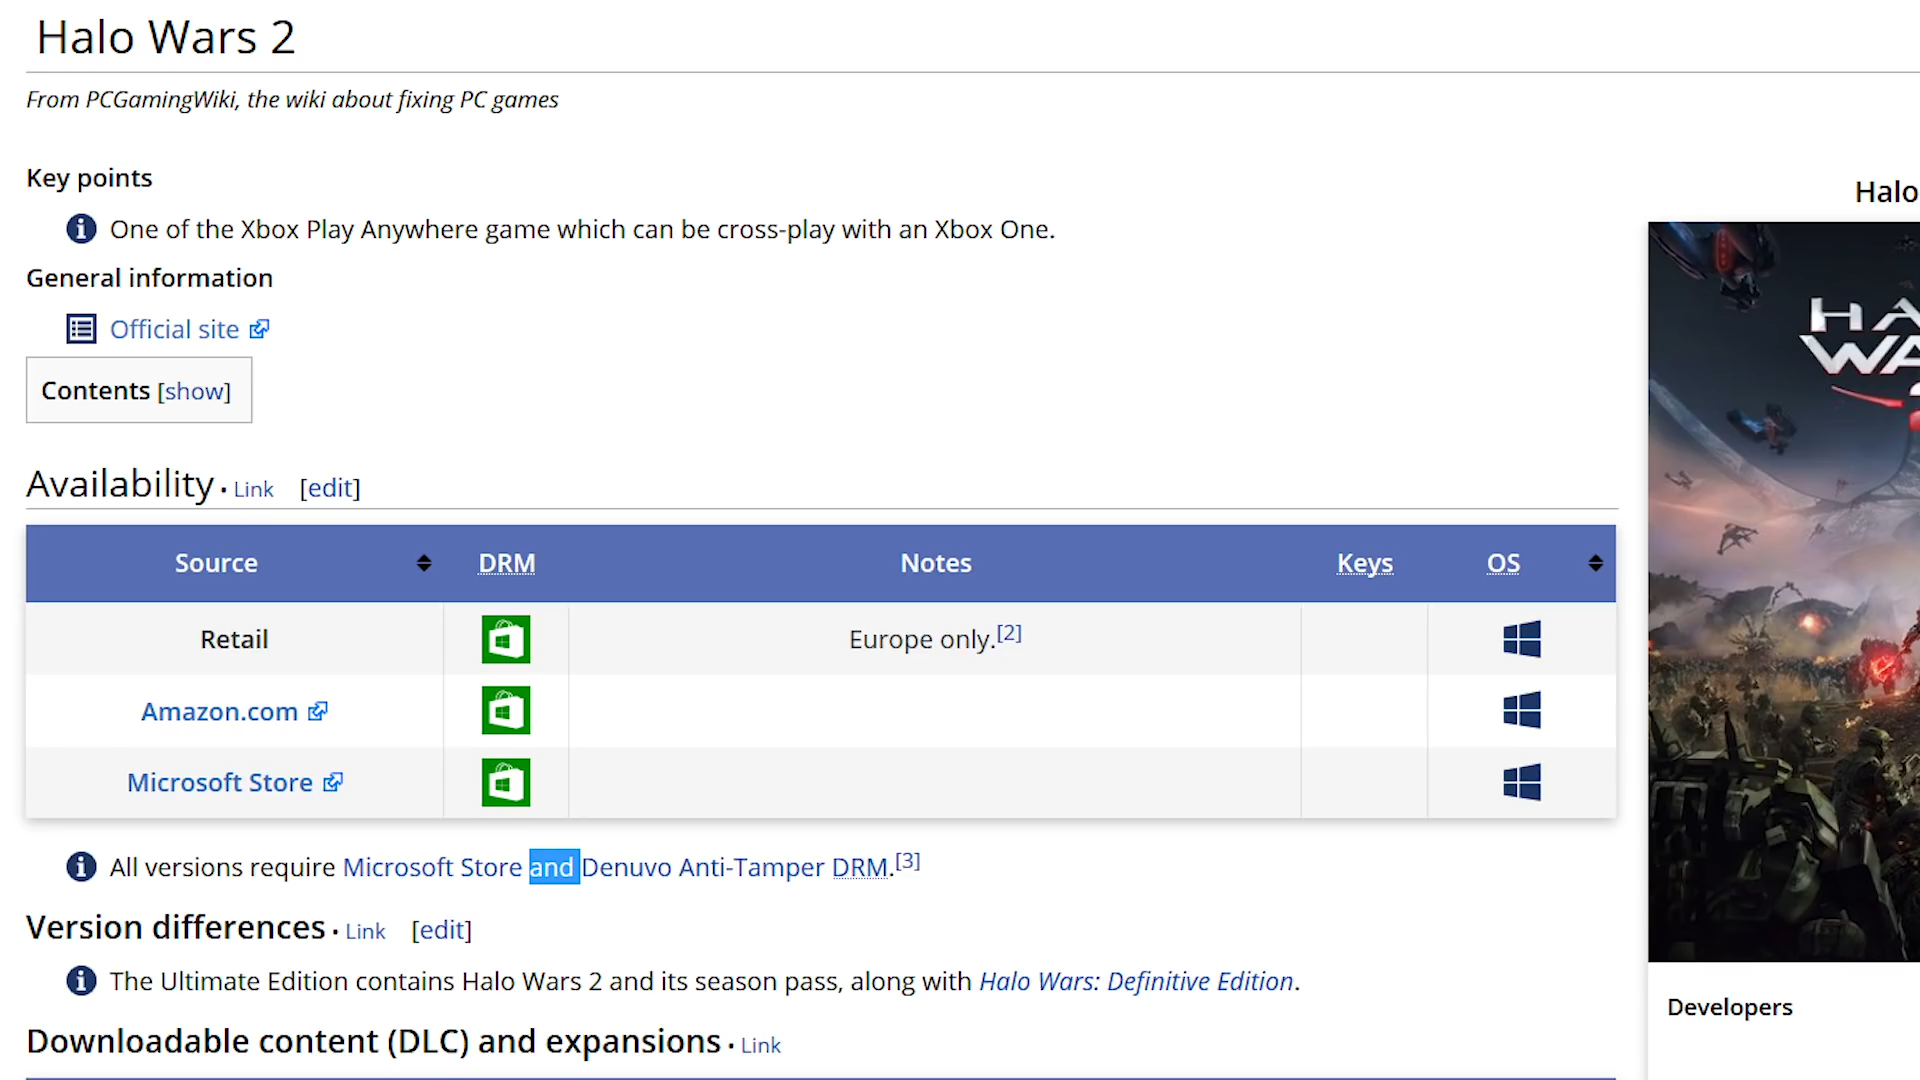 Halo Wars 2
From PCGamingWiki, the wiki about fixing PC games
Key points
One of the Xbox Play Anywhere game which can be cross-play with an Xbox One.
General information
Official site
Contents [show]
Availability • Link [edit]
Source DRM Notes Keys OS
Retail Europe only.[2]
Amazon.com
Microsoft Store
All versions require Microsoft Store and Denuvo Anti-Tamper DRM.[3]
Version differences • Link [edit]
The Ultimate Edition contains Halo Wars 2 and its season pass, along with Halo Wars: Definitive Edition.
Downloadable content (DLC) and expansions • Link
Halo
HA
WA
Developers